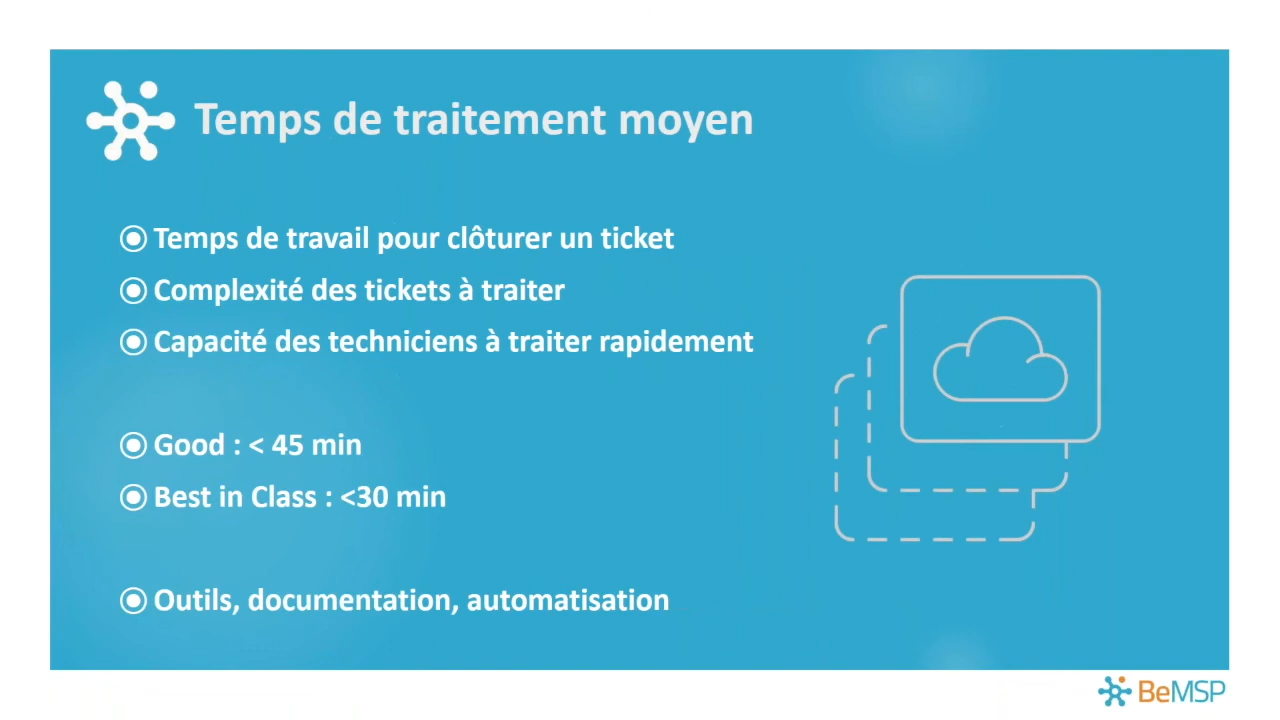 Temps de traitement moyen
Temps de travail pour clôturer un ticket
Complexité des tickets à traiter
Capacité des techniciens à traiter rapidement
Good : < 45 min
Best in Class : <30 min
Outils, documentation, automatisation
BeMSP